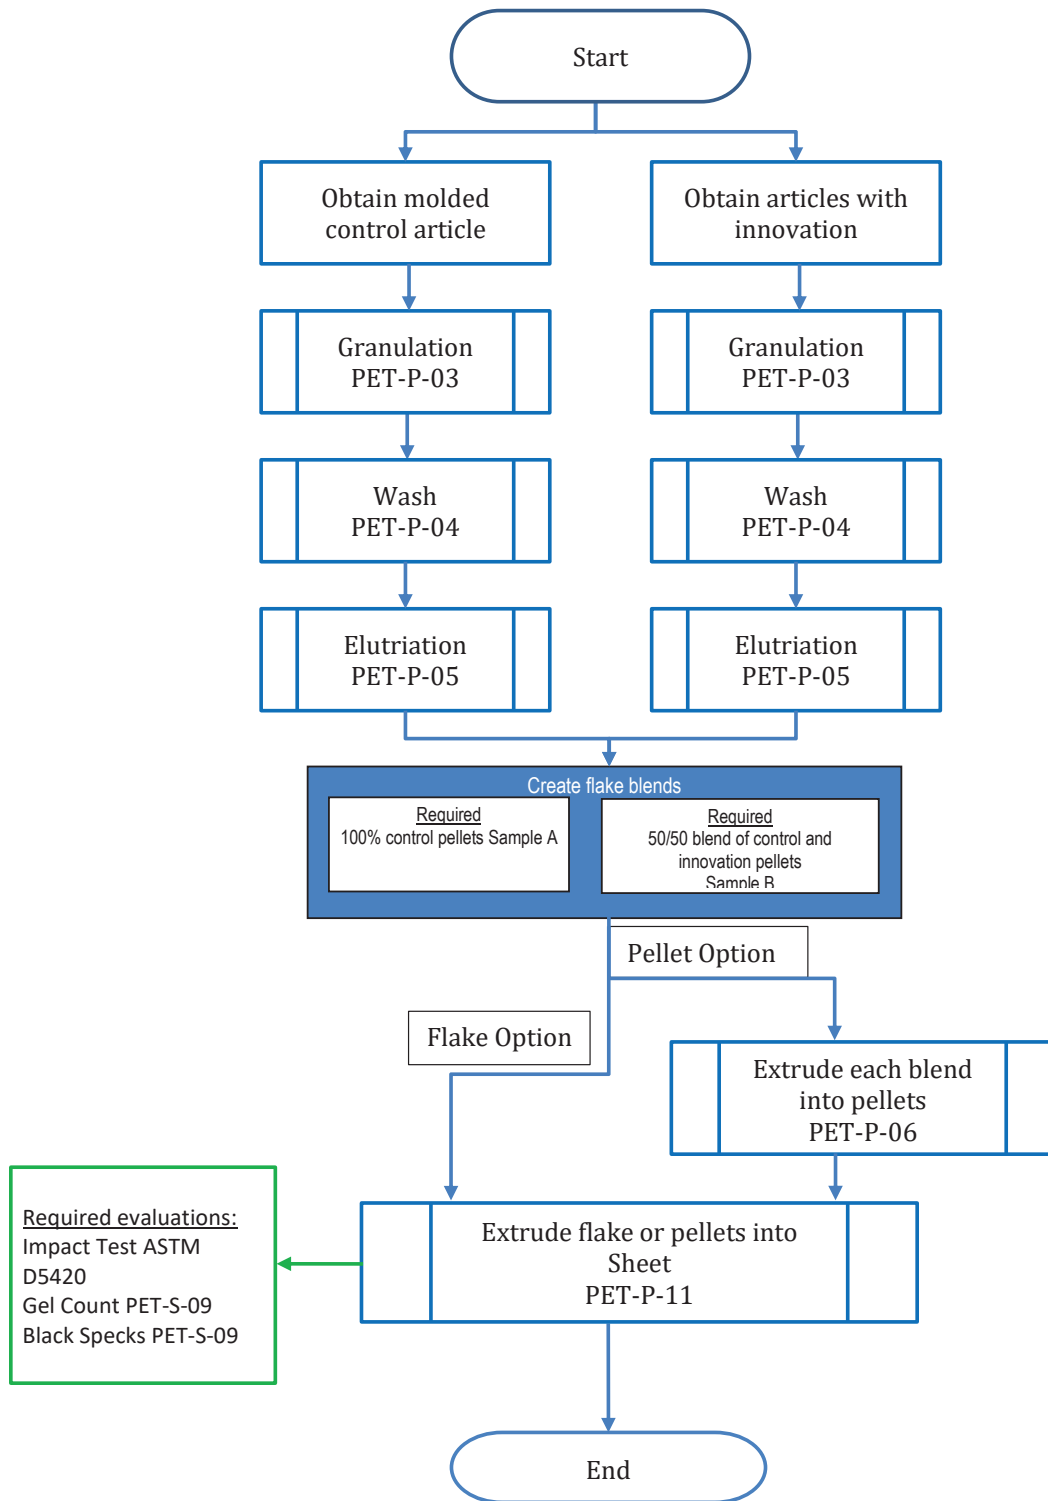 Start
Obtain molded
control article
Obtain articles with
innovation
Granulation
PET-P-03
Granulation
PET-P-03
Wash
PET-P-04
Wash
PET-P-04
Elutriation
PET-P-05
Elutriation
PET-P-05
Create flake blends
Required
100% control pellets Sample A
Required
50/50 blend of control and
innovation pellets
Sample B
Pellet Option
Flake Option
Extrude each blend
into pellets
PET-P-06
Required evaluations:
Impact Test ASTM
D5420
Gel Count PET-S-09
Black Specks PET-S-09
Extrude flake or pellets into
Sheet
PET-P-11
End